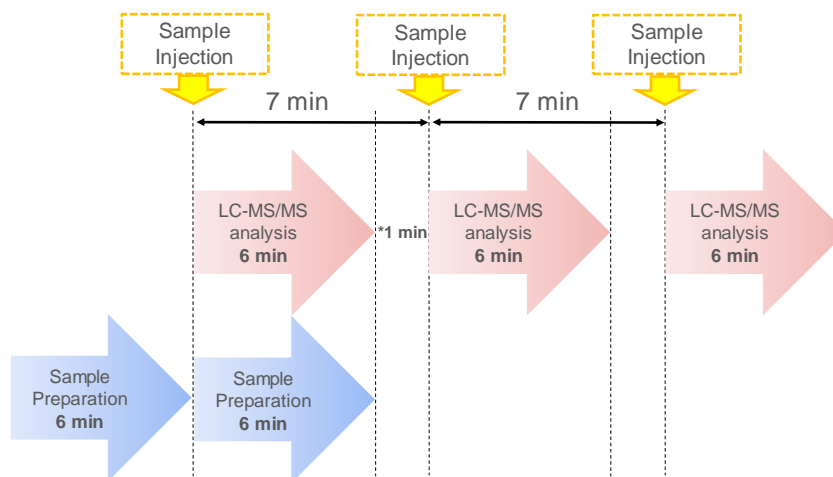 Sample
Injection
Sample
Injection
Sample
Injection
7 min
7 min
LC-MS/MS
analysis
6 min
*1 min
LC-MS/MS
analysis
6 min
LC-MS/MS
analysis
6 min
Sample
Preparation
6 min
Sample
Preparation
6 min